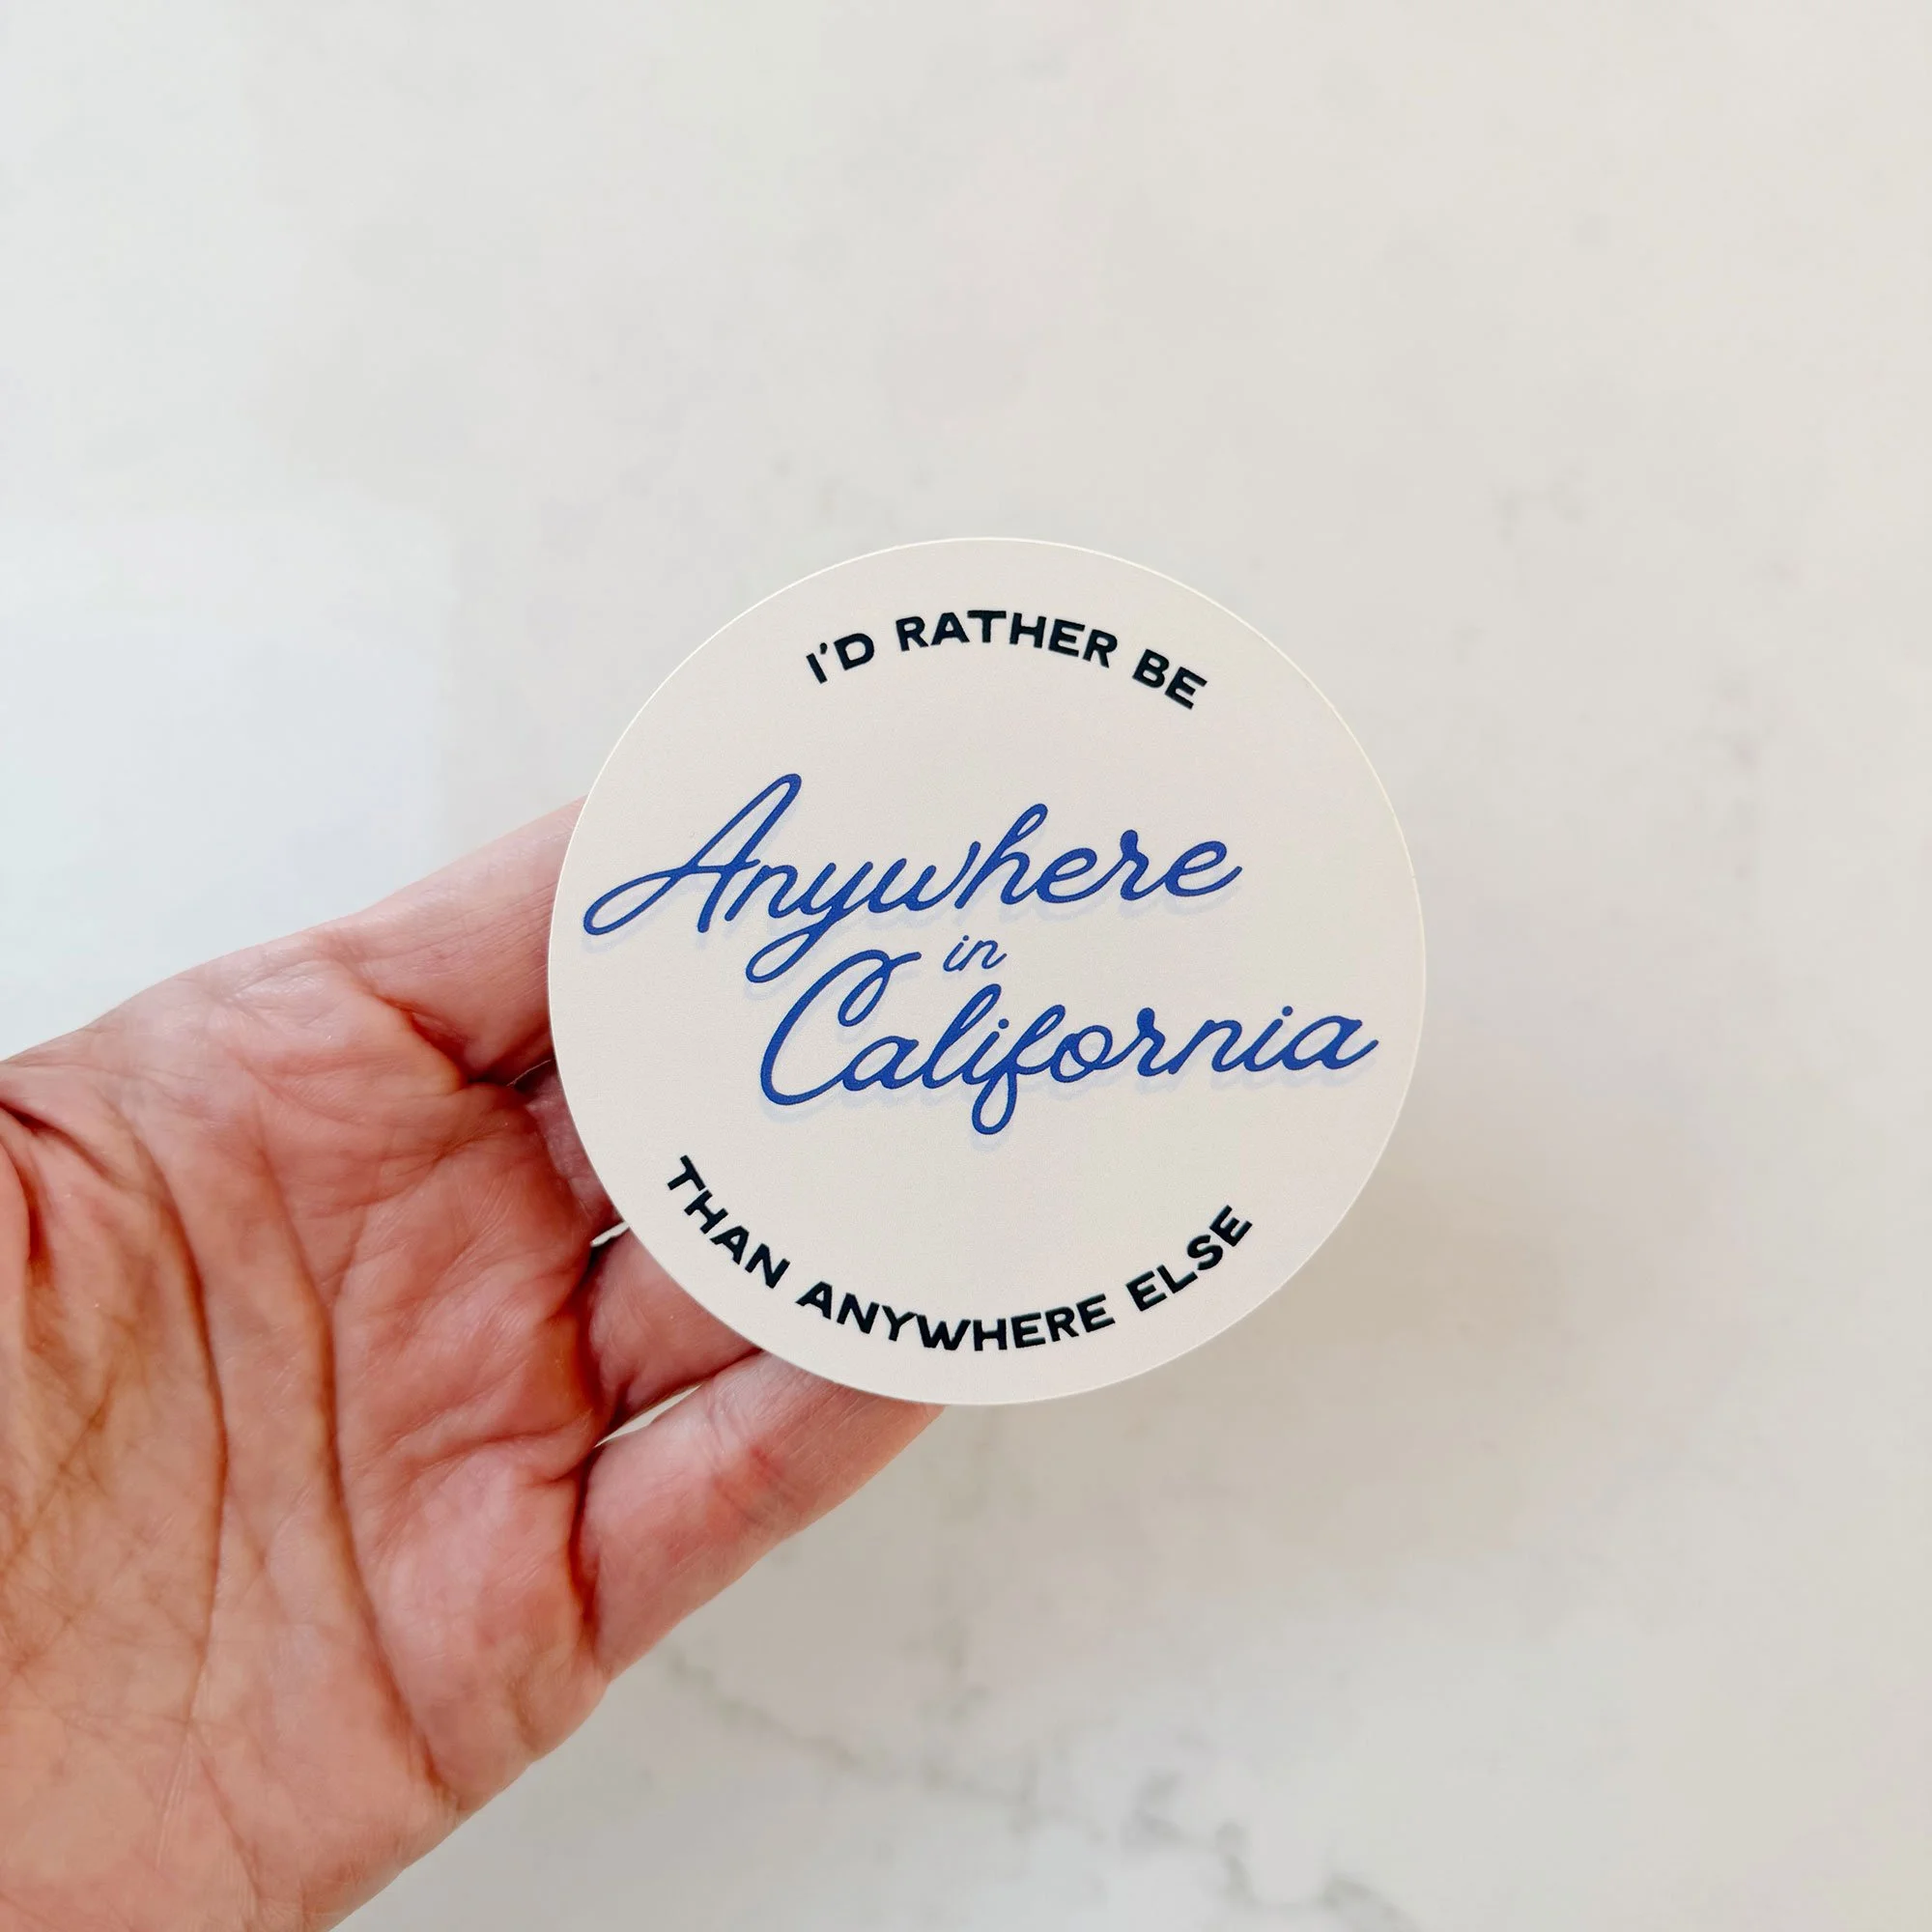 I'D RATHER BE
Anywhere
in
California
THAN ANYWHERE ELSE